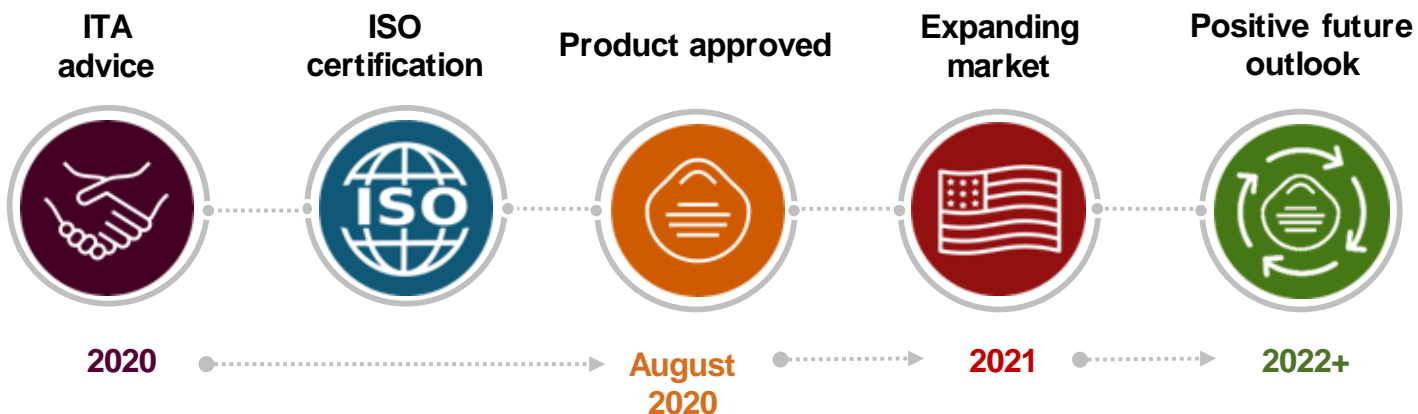 ITA
advice
ISO
certification
Product approved
Expanding
market
Positive future
outlook
ISO
2020
August
2020
2021
2022+